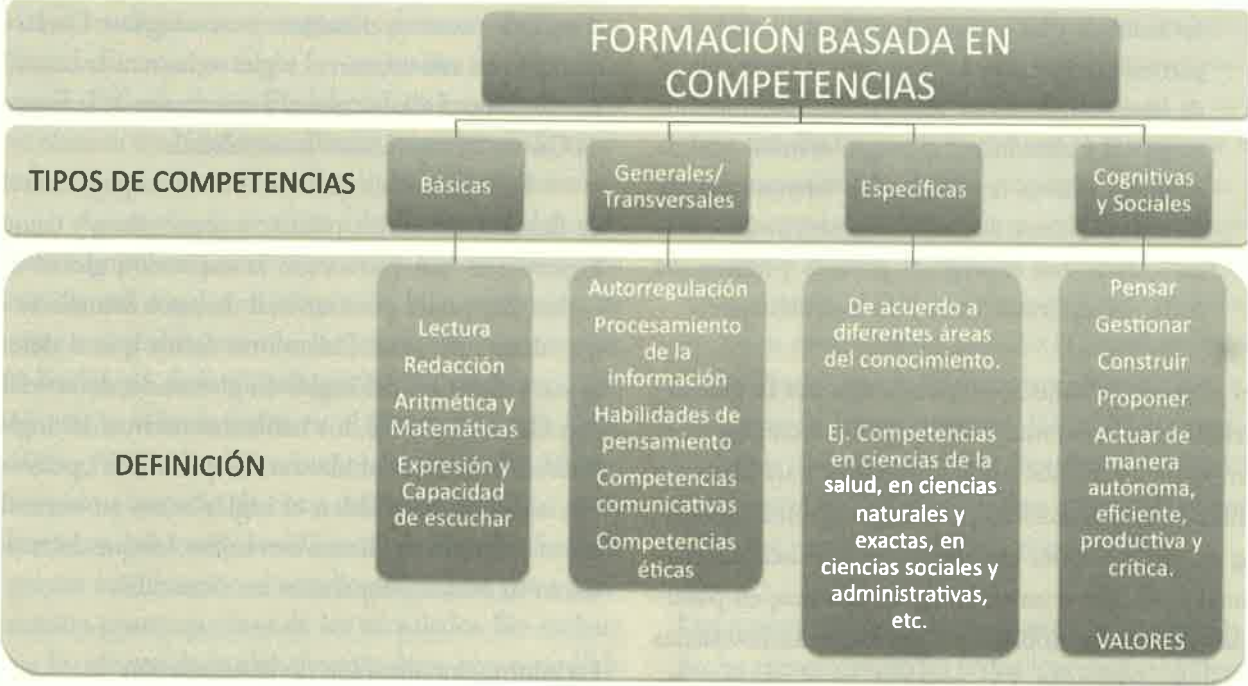 FORMACIÓN BASADA EN
COMPETENCIAS
TIPOS DE COMPETENCIAS
Básicas
Generales/
Transversales
Específicas
Cognitivas
y Sociales
DEFINICIÓN
Lectura
Redacción
Aritmética y
Matemáticas
Expresión y
Capacidad
de escuchar
Autorregulación
Procesamiento
de la
información
Habilidades de
pensamiento
Competencias
comunicativas
Competencias
éticas
De acuerdo a
diferentes áreas
del conocimiento.
Ej. Competencias
en ciencias de la
salud, en ciencias
naturales y
exactas, en
ciencias sociales y
administrativas,
etc.
Pensar
Gestionar
Construir
Proponer
Actuar de
manera
autónoma,
eficiente,
productiva y
crítica.
VALORES